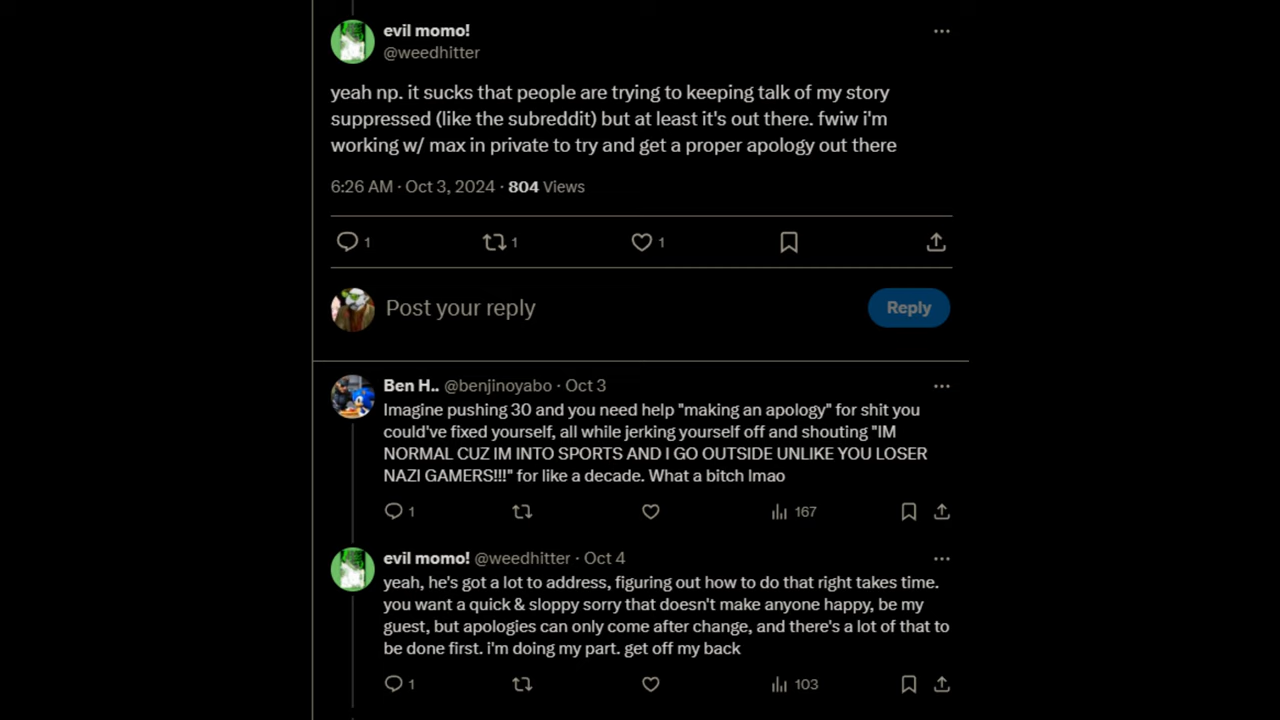 evil momo!
@weedhitter
yeah np. it sucks that people are trying to keeping talk of my story
suppressed (like the subreddit) but at least it's out there. fwiw i'm
working w/ max in private to try and get a proper apology out there
6:26 AM · Oct 3, 2024 · 804 Views
1 1 1
Post your reply
Reply
Ben H.. @benjinoyabo · Oct 3
Imagine pushing 30 and you need help "making an apology" for shit you
could've fixed yourself, all while jerking yourself off and shouting "IM
NORMAL CUZ IM INTO SPORTS AND I GO OUTSIDE UNLIKE YOU LOSER
NAZI GAMERS!!!" for like a decade. What a bitch lmao
1 167
evil momo! @weedhitter · Oct 4
yeah, he's got a lot to address, figuring out how to do that right takes time.
you want a quick & sloppy sorry that doesn't make anyone happy, be my
guest, but apologies can only come after change, and there's a lot of that to
be done first. i'm doing my part. get off my back
1 103